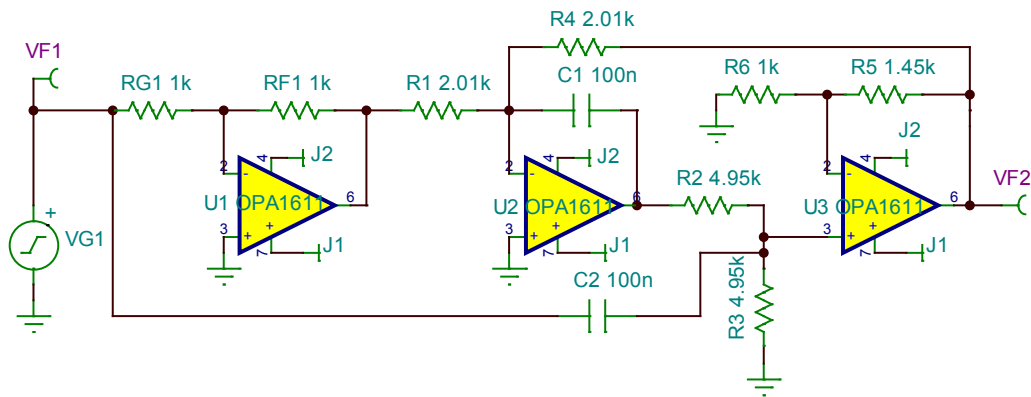 R4 2.01k
VF1
C1 100n
RG1 1k
RF1 1k
R1 2.01k
R6 1k
R5 1.45k
J2
J2
J2
2
4
-
2
4
-
2
4
-
R2 4.95k
VF2
U1 OPA1611
6
U2 OPA1611
6
U3 OPA1611
6
3
+
+
7
3
+
+
7
3
+
+
7
+
VG1
J1
J1
J1
C2 100n
R3 4.95k